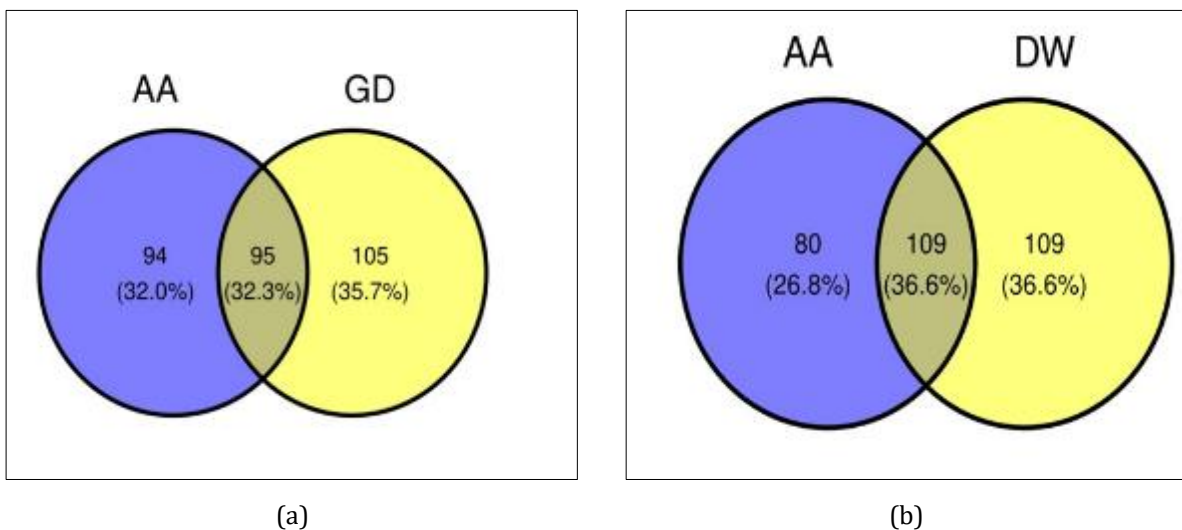 AA GD
94 95 105
(32.0%) (32.3%) (35.7%)
(a)
AA DW
80 109 109
(26.8%) (36.6%) (36.6%)
(b)